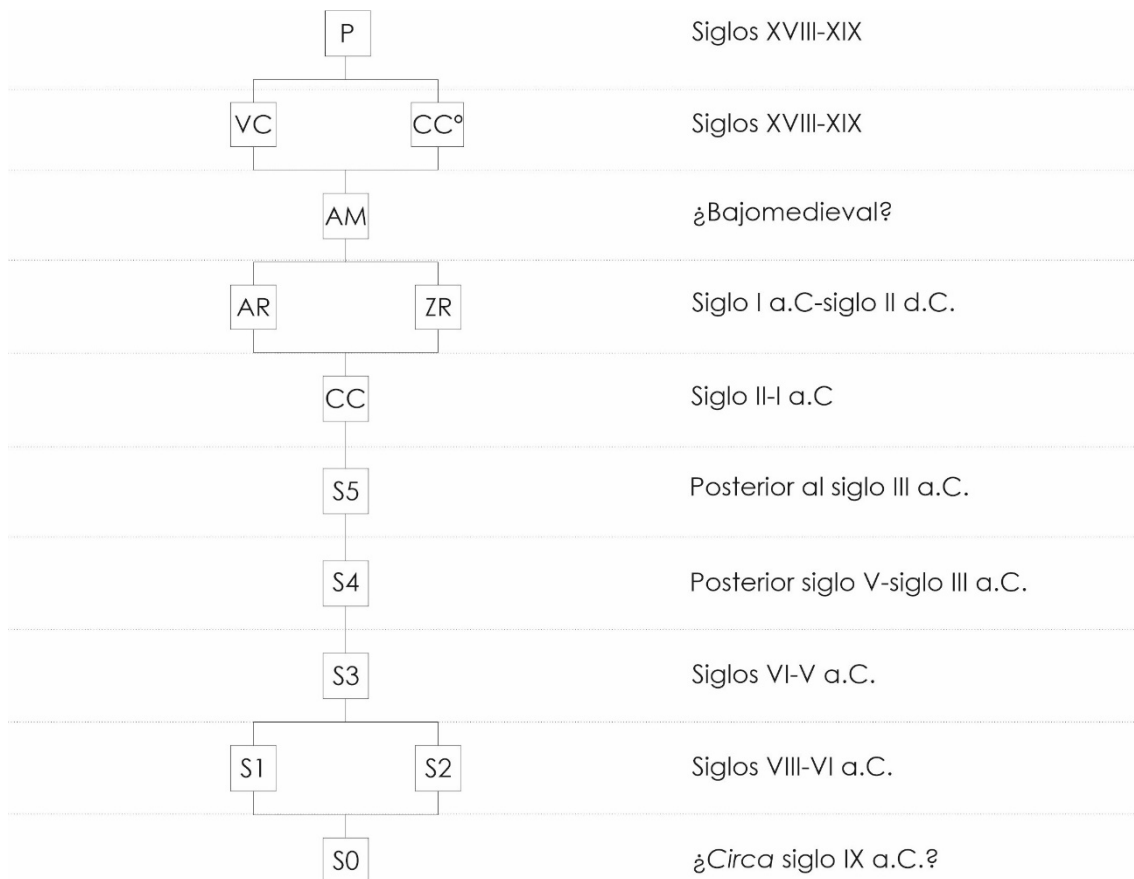 P Siglos XVIII-XIX
VC CCº Siglos XVIII-XIX
AM ¿Bajomedieval?
AR ZR Siglo I a.C-siglo II d.C.
CC Siglo II-I a.C
S5 Posterior al siglo III a.C.
S4 Posterior siglo V-siglo III a.C.
S3 Siglos VI-V a.C.
S1 S2 Siglos VIII-VI a.C.
S0 ¿Circa siglo IX a.C.?